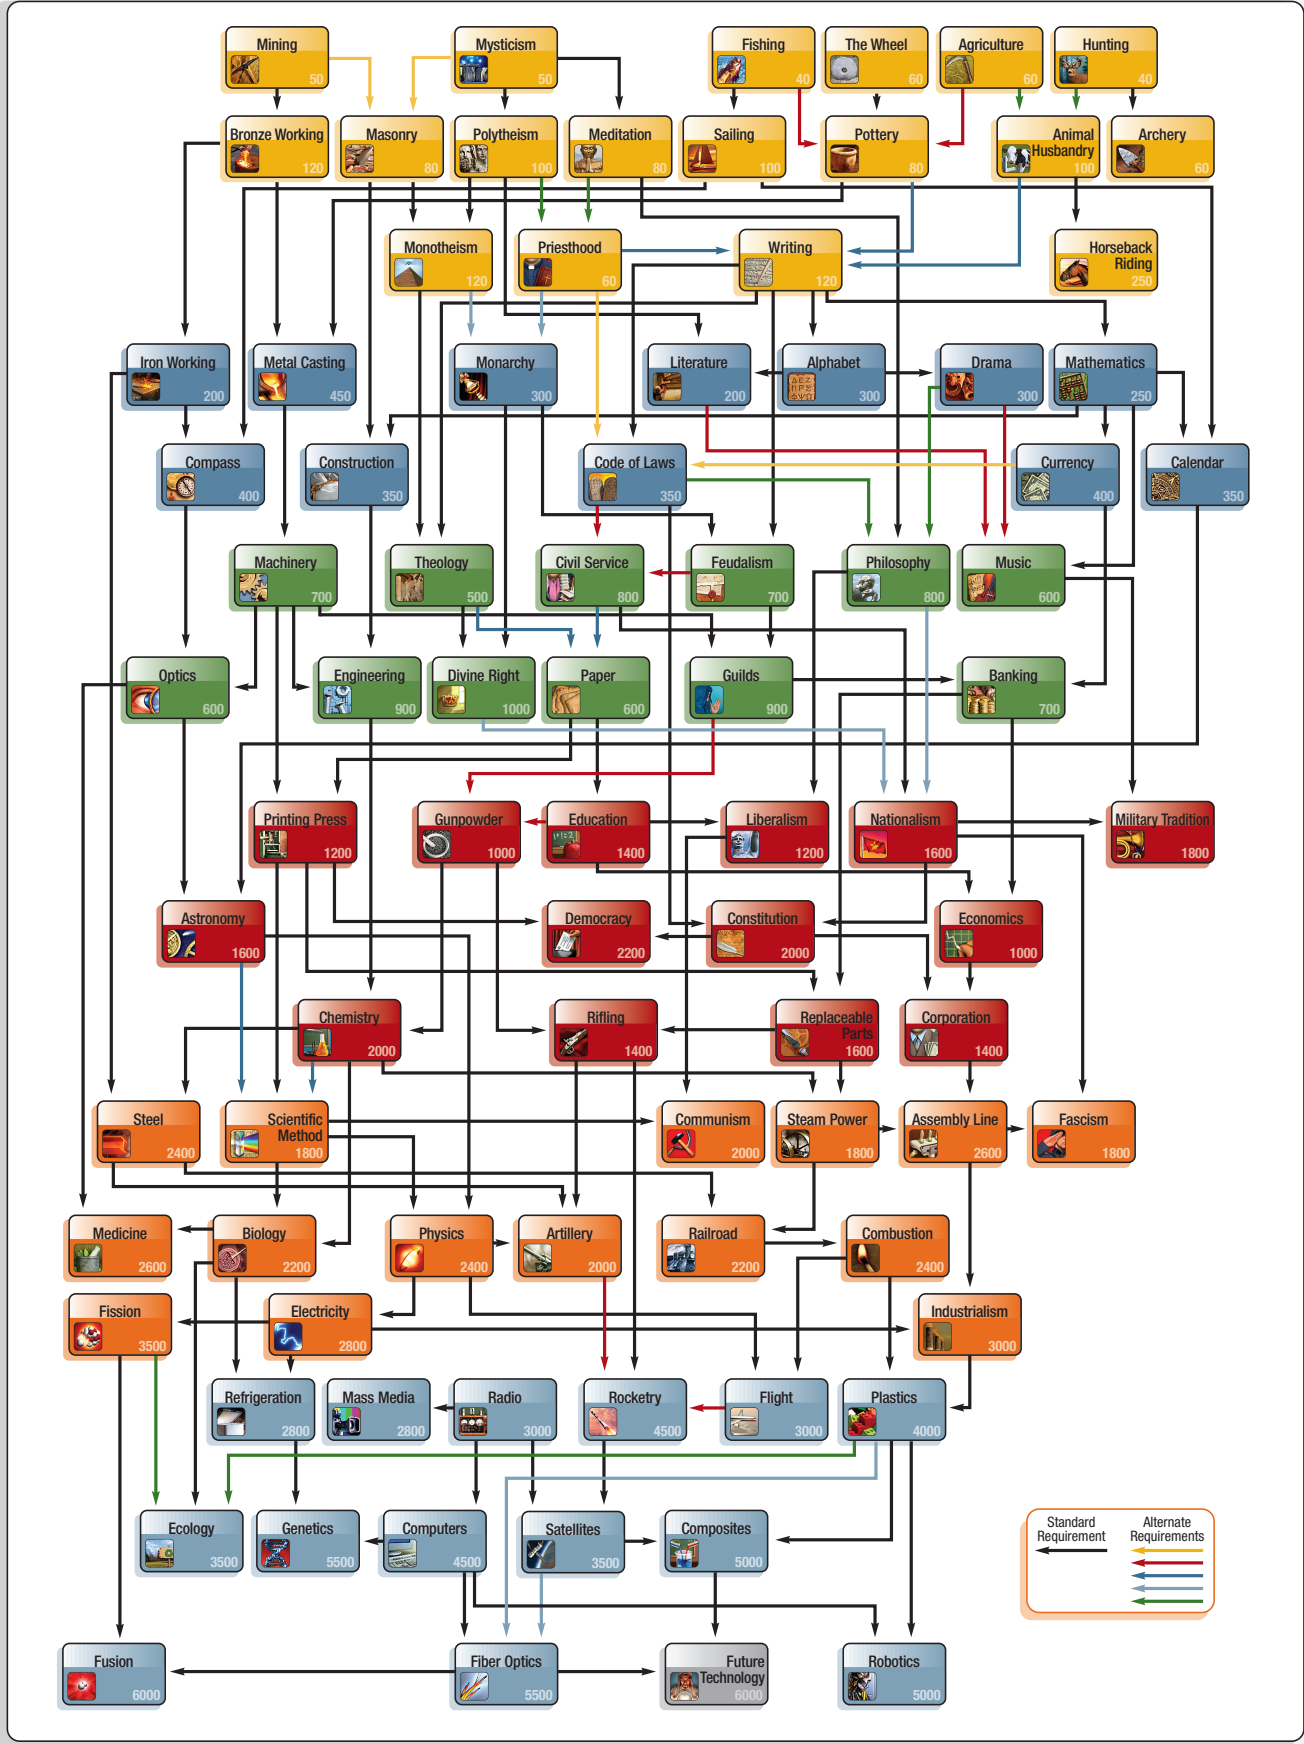 Mining
50
Mysticism
50
Fishing
40
The Wheel
60
Agriculture
60
Hunting
40
Bronze Working
120
Masonry
80
Polytheism
100
Meditation
80
Sailing
100
Pottery
80
Animal
Husbandry
100
Archery
60
Monotheism
120
Priesthood
60
Writing
120
Horseback
Riding
250
Iron Working
200
Metal Casting
450
Monarchy
300
Literature
200
Alphabet
300
Drama
300
Mathematics
250
Compass
400
Construction
350
Code of Laws
350
Currency
400
Calendar
350
Machinery
700
Theology
500
Civil Service
800
Feudalism
700
Philosophy
800
Music
600
Optics
600
Engineering
900
Divine Right
1000
Paper
600
Guilds
900
Banking
700
Printing Press
1200
Gunpowder
1000
Education
1400
Liberalism
1200
Nationalism
1600
Military Tradition
1800
Astronomy
1600
Democracy
2200
Constitution
2000
Economics
1000
Chemistry
2000
Rifling
1400
Replaceable
Parts
1600
Corporation
1400
Steel
2400
Scientific
Method
1800
Communism
2000
Steam Power
1800
Assembly Line
2600
Fascism
1800
Medicine
2600
Biology
2200
Physics
2400
Artillery
2000
Railroad
2200
Combustion
2400
Fission
3500
Electricity
2800
Industrialism
3000
Refrigeration
2800
Mass Media
2800
Radio
3000
Rocketry
4500
Flight
3000
Plastics
4000
Ecology
3500
Genetics
5500
Computers
4500
Satellites
3500
Composites
5000
Standard
Requirement
Alternate
Requirements
Fusion
6000
Fiber Optics
5500
Future
Technology
6000
Robotics
5000